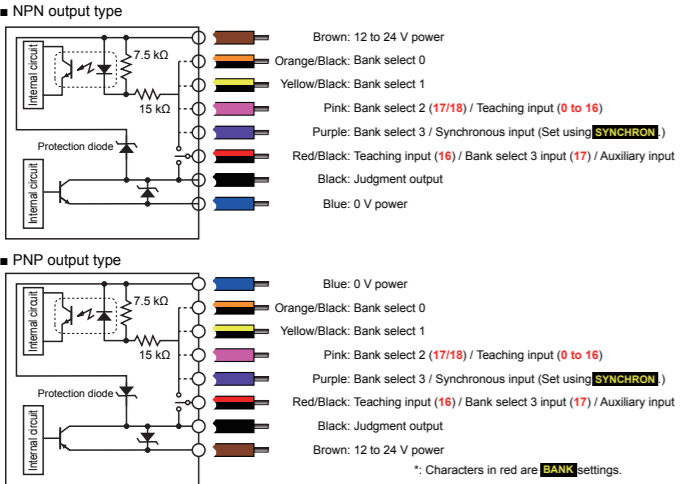 ■ NPN output type
Internal circuit
7.5 kΩ
15 kΩ
Protection diode
Internal circuit
Brown: 12 to 24 V power
Orange/Black: Bank select 0
Yellow/Black: Bank select 1
Pink: Bank select 2 (17/18) / Teaching input (0 to 16)
Purple: Bank select 3 / Synchronous input (Set using SYNCHRON.)
Red/Black: Teaching input (16) / Bank select 3 input (17) / Auxiliary input
Black: Judgment output
Blue: 0 V power
■ PNP output type
Internal circuit
7.5 kΩ
15 kΩ
Protection diode
Internal circuit
Blue: 0 V power
Orange/Black: Bank select 0
Yellow/Black: Bank select 1
Pink: Bank select 2 (17/18) / Teaching input (0 to 16)
Purple: Bank select 3 / Synchronous input (Set using SYNCHRON.)
Red/Black: Teaching input (16) / Bank select 3 input (17) / Auxiliary input
Black: Judgment output
Brown: 12 to 24 V power
*: Characters in red are BANK settings.